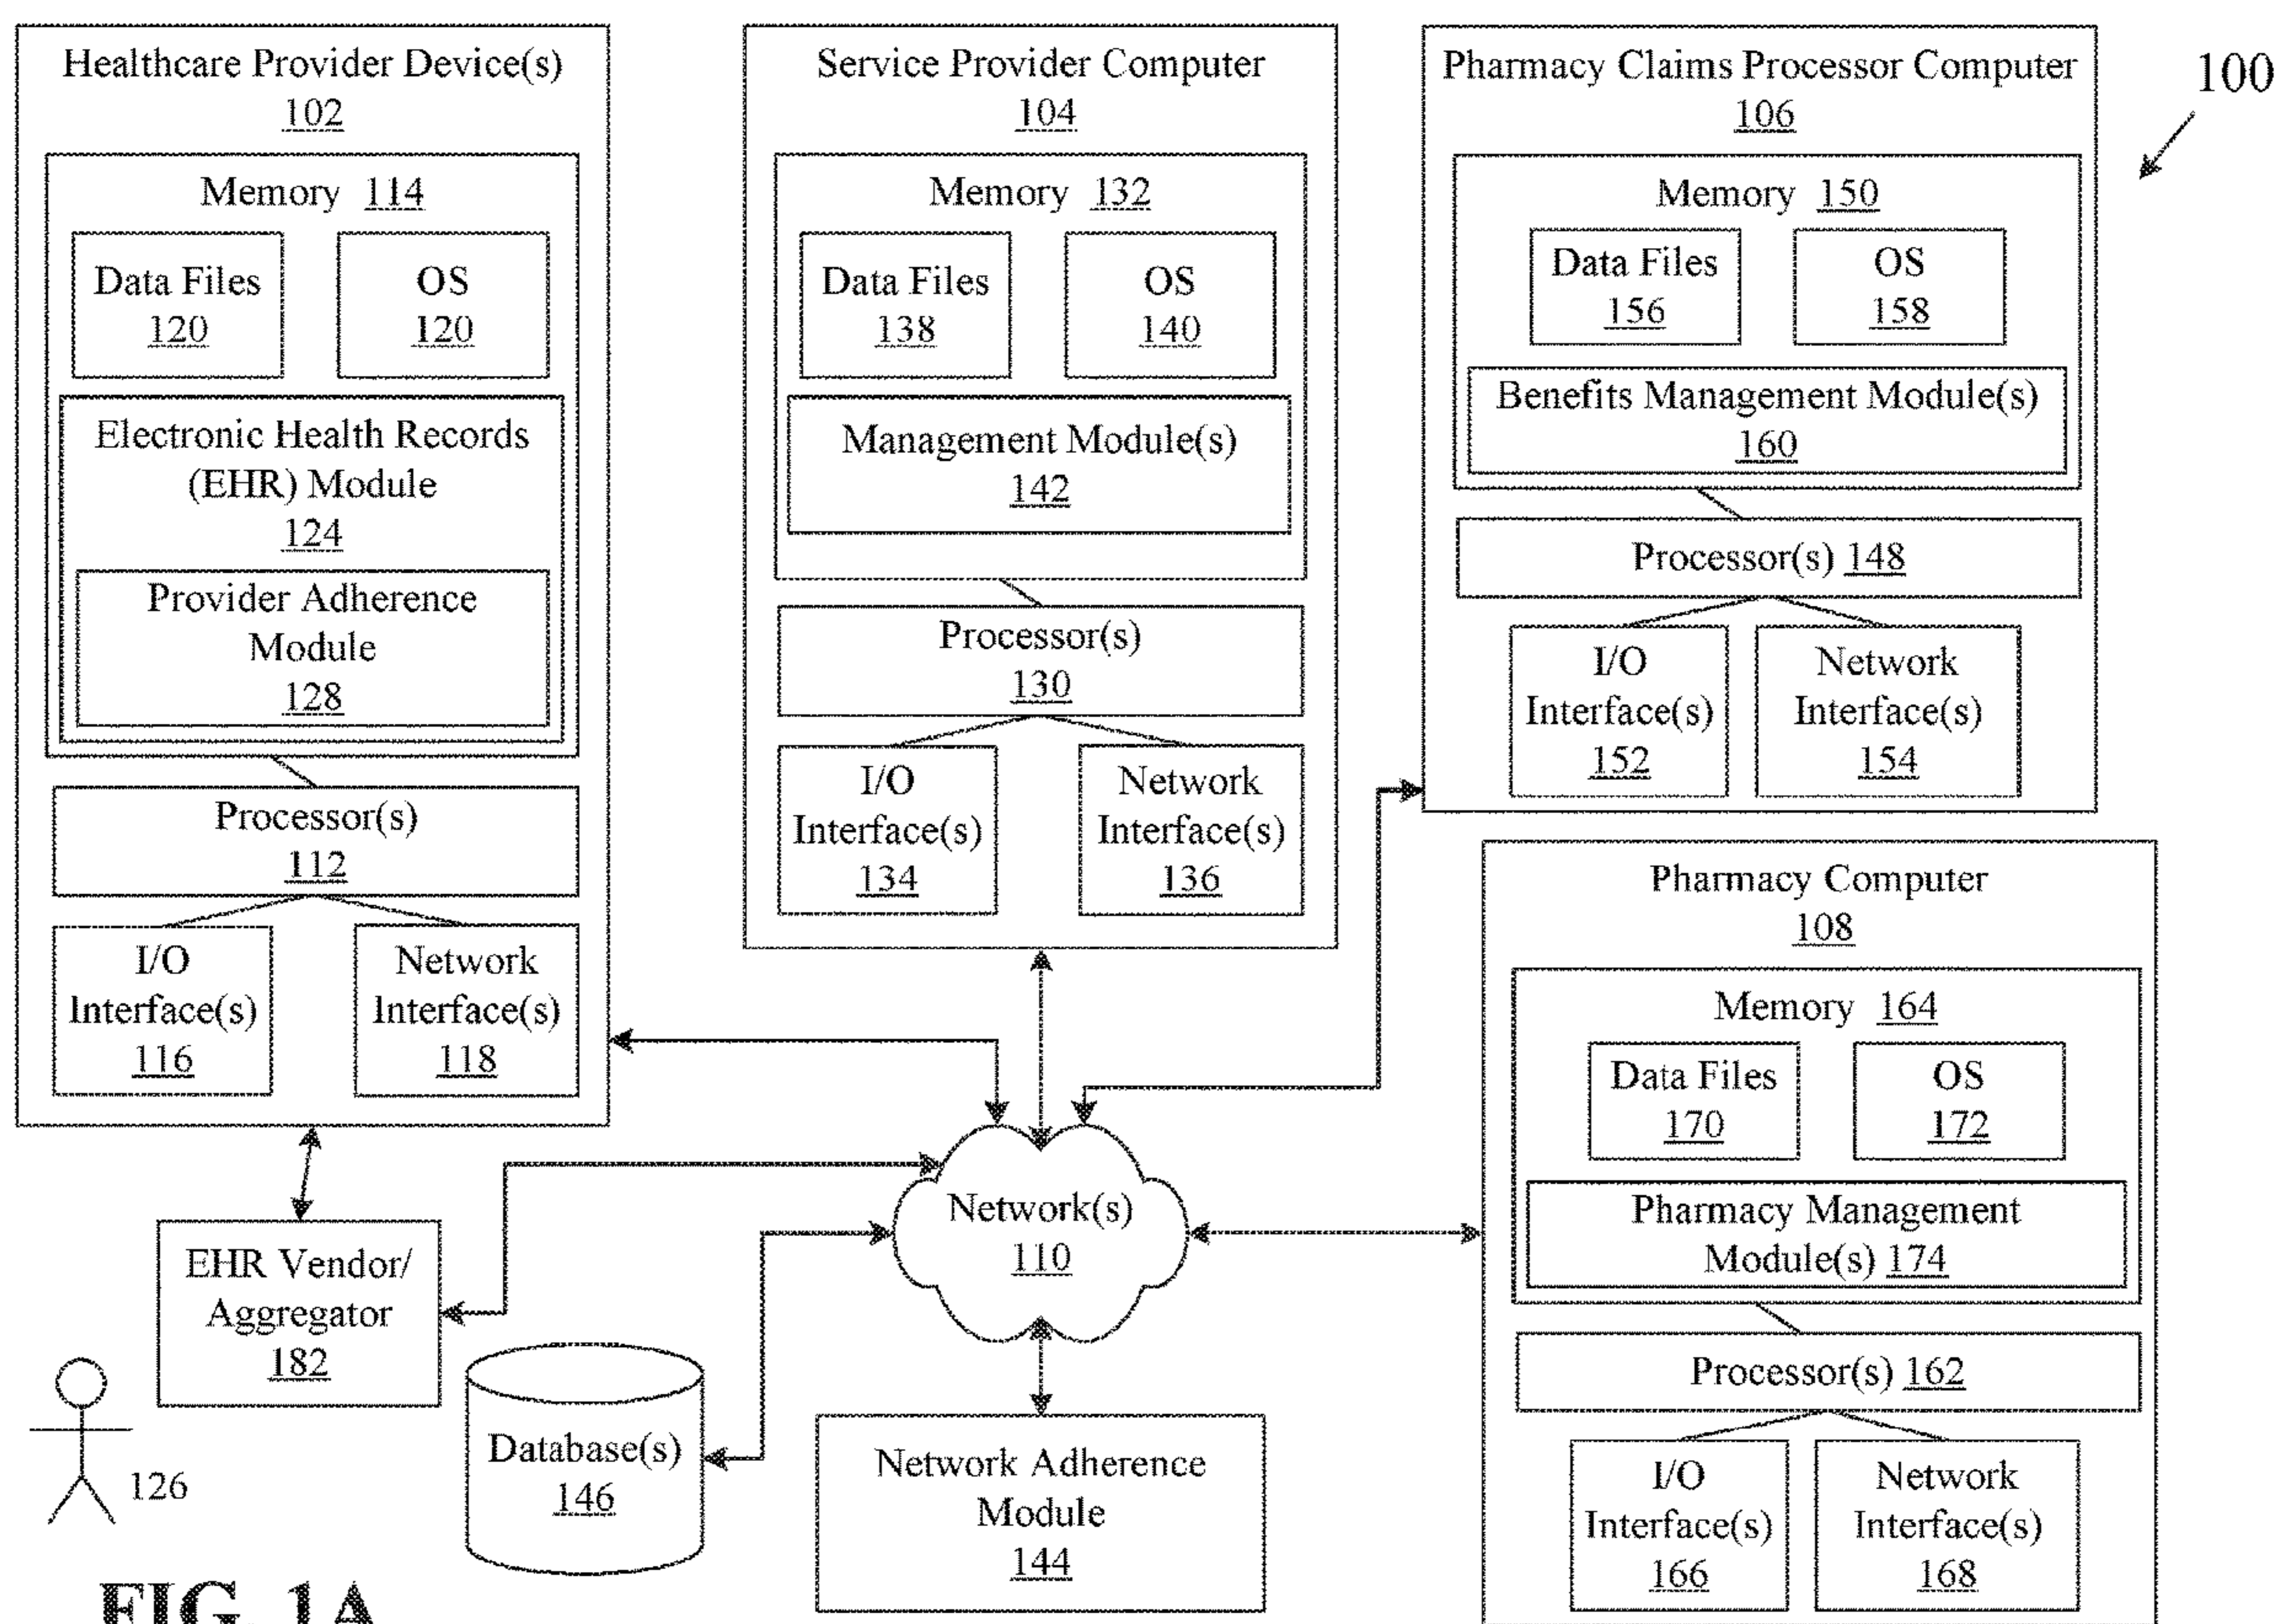 Healthcare Provider Device(s)
102
Memory 114
Data Files
120
OS
120
Electronic Health Records
(EHR) Module
124
Provider Adherence
Module
128
Processor(s)
112
I/O
Interface(s)
116
Network
Interface(s)
118
Service Provider Computer
104
Memory 132
Data Files
138
OS
140
Management Module(s)
142
Processor(s)
130
I/O
Interface(s)
134
Network
Interface(s)
136
Pharmacy Claims Processor Computer
106
Memory 150
Data Files
156
OS
158
Benefits Management Module(s)
160
Processor(s) 148
I/O
Interface(s)
152
Network
Interface(s)
154
100
Pharmacy Computer
108
Memory 164
Data Files
170
OS
172
Pharmacy Management
Module(s) 174
Processor(s) 162
I/O
Interface(s)
166
Network
Interface(s)
168
Network(s)
110
EHR Vendor/
Aggregator
182
Database(s)
146
Network Adherence
Module
144
126
FIG. 1A